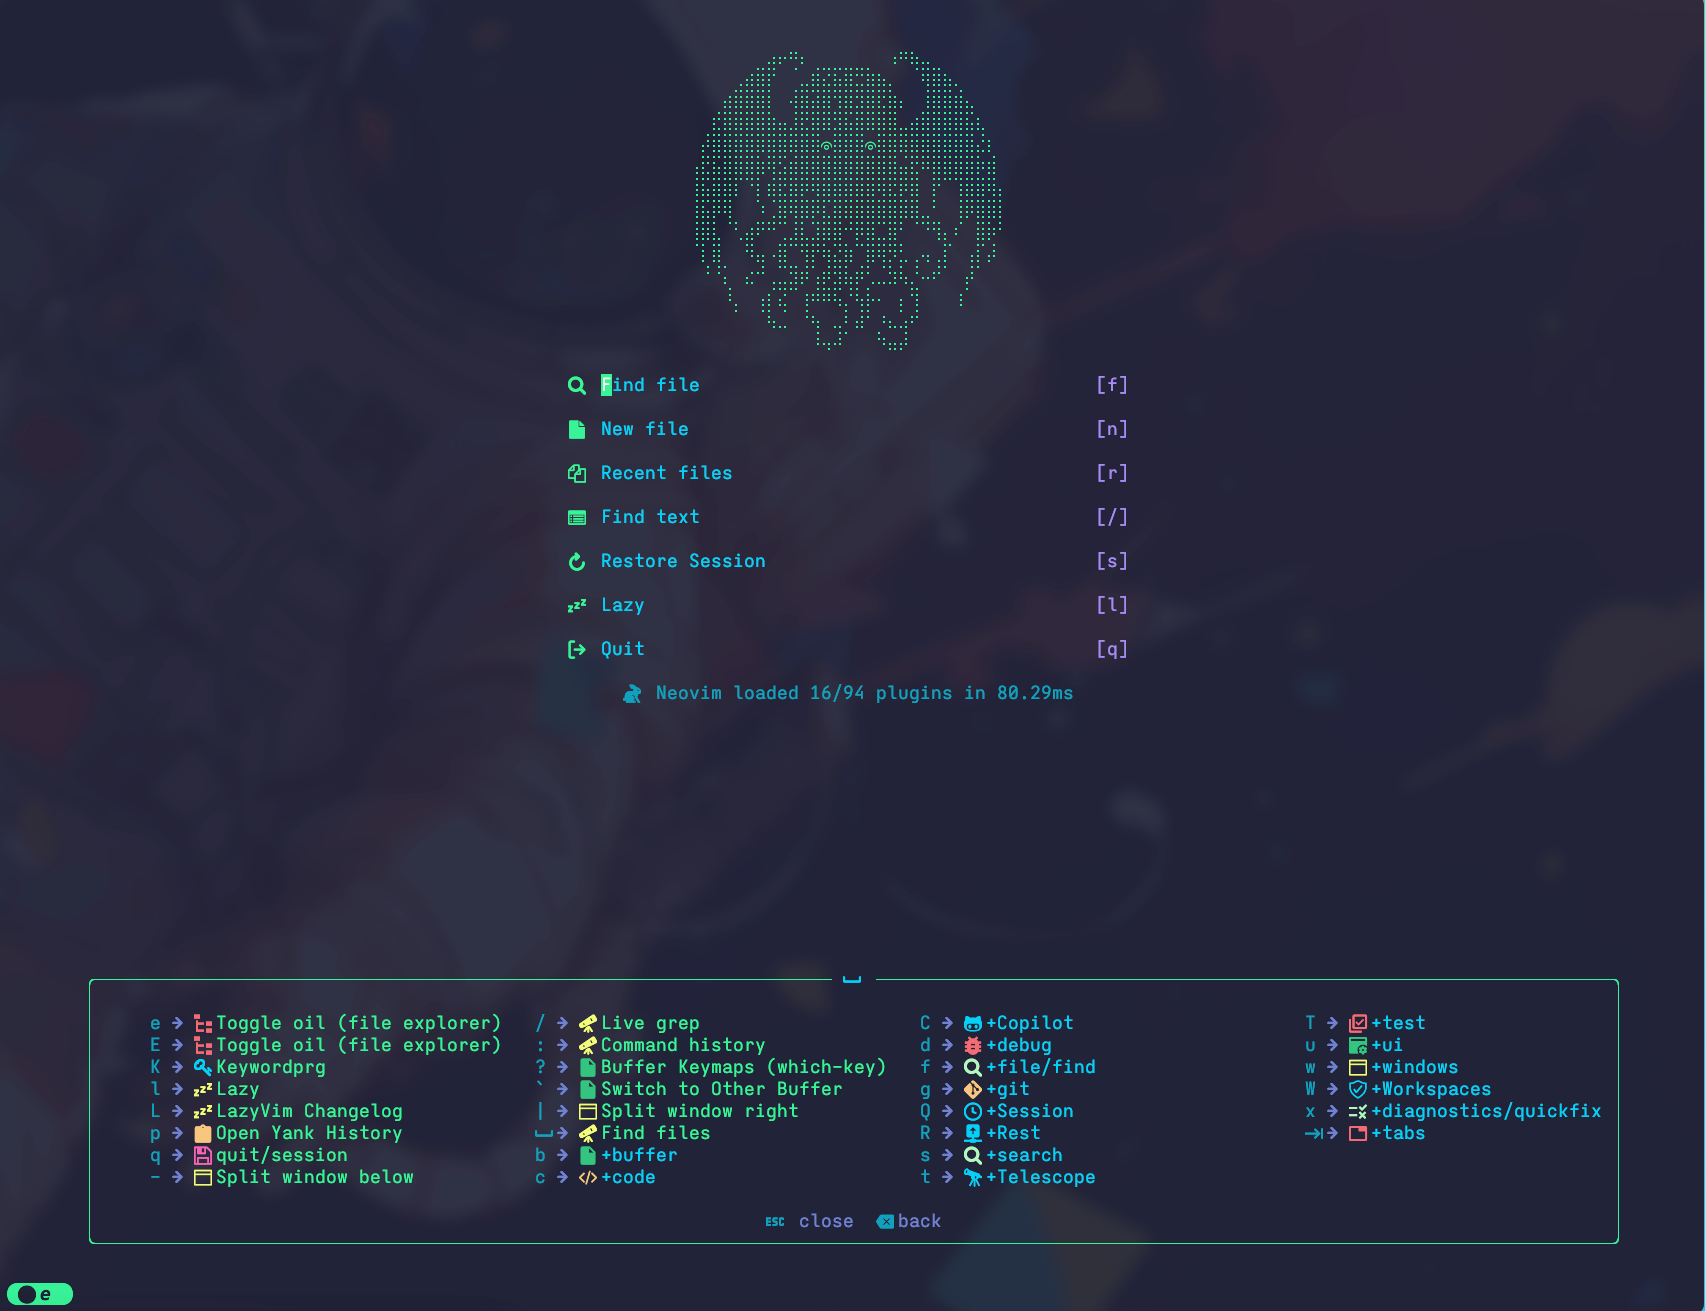 Find file [f]
New file [n]
Recent files [r]
Find text [/]
Restore Session [s]
Lazy [l]
Quit [q]
Neovim loaded 16/94 plugins in 80.29ms
e → Toggle oil (file explorer)
E → Toggle oil (file explorer)
K → Keywordprg
l → Lazy
L → LazyVim Changelog
p → Open Yank History
q → quit/session
- → Split window below
/ → Live grep
: → Command history
? → Buffer Keymaps (which-key)
` → Switch to Other Buffer
| → Split window right
␣ → Find files
b → +buffer
c → +code
C → +Copilot
d → +debug
f → +file/find
g → +git
Q → +Session
R → +Rest
s → +search
t → +Telescope
T → +test
u → +ui
w → +windows
W → +Workspaces
x → +diagnostics/quickfix
⇥ → +tabs
ESC close back
e